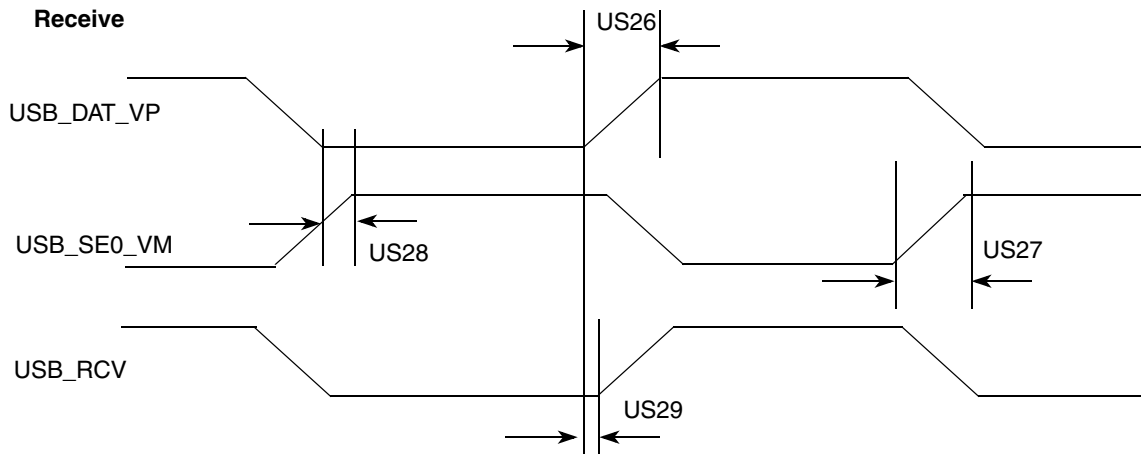 Receive
US26
USB_DAT_VP
USB_SE0_VM
US28
US27
USB_RCV
US29